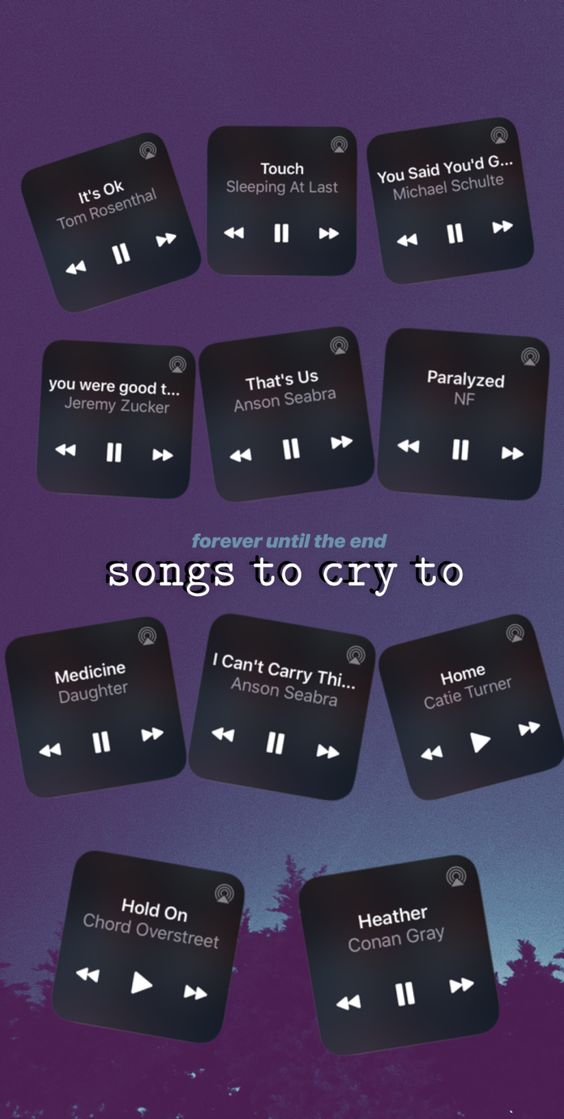 It's Ok
Tom Rosenthal
Touch
Sleeping At Last
You Said You'd G...
Michael Schulte
you were good t...
Jeremy Zucker
That's Us
Anson Seabra
Paralyzed
NF
forever until the end
songs to cry to
Medicine
Daughter
I Can't Carry Thi...
Anson Seabra
Home
Catie Turner
Hold On
Chord Overstreet
Heather
Conan Gray